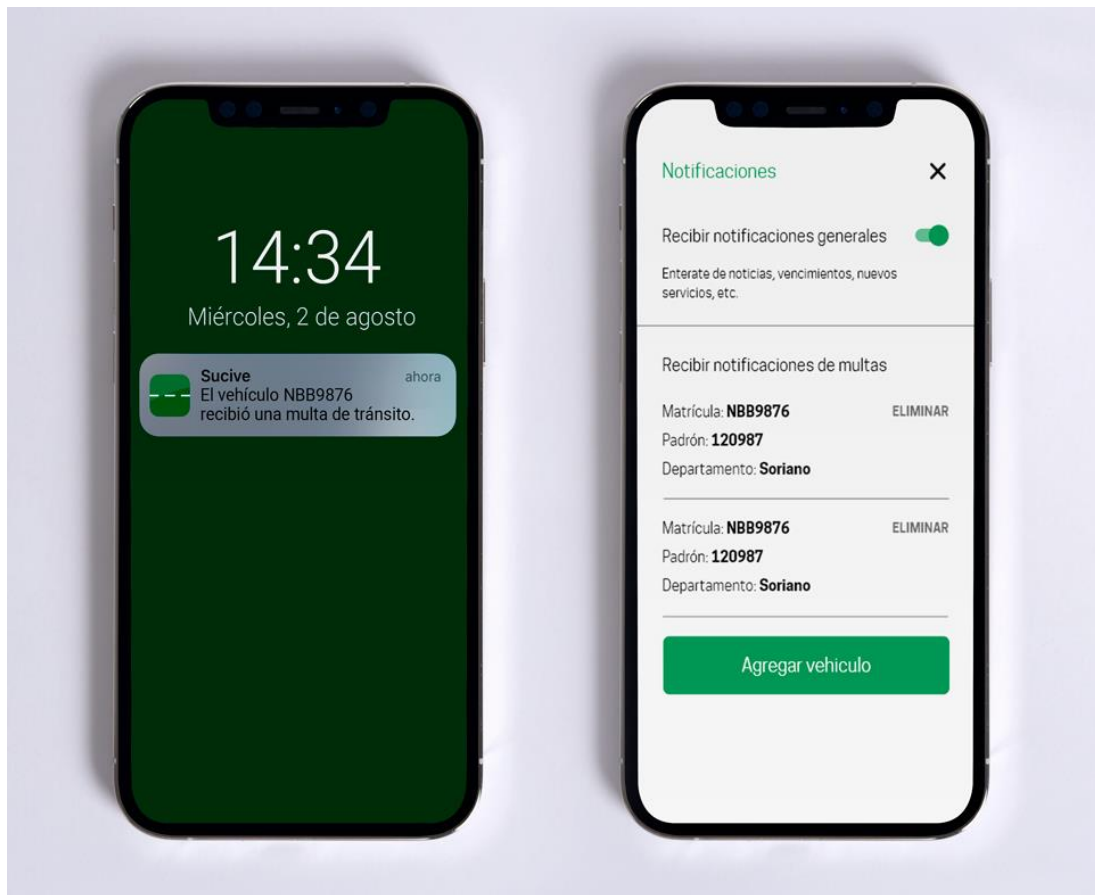 14:34
Miércoles, 2 de agosto
Sucive
ahora
El vehículo NBB9876
recibió una multa de tránsito.
Notificaciones
Recibir notificaciones generales
Enterate de noticias, vencimientos, nuevos
servicios, etc.
Recibir notificaciones de multas
Matrícula: NBB9876
ELIMINAR
Padrón: 120987
Departamento: Soriano
Matrícula: NBB9876
ELIMINAR
Padrón: 120987
Departamento: Soriano
Agregar vehiculo